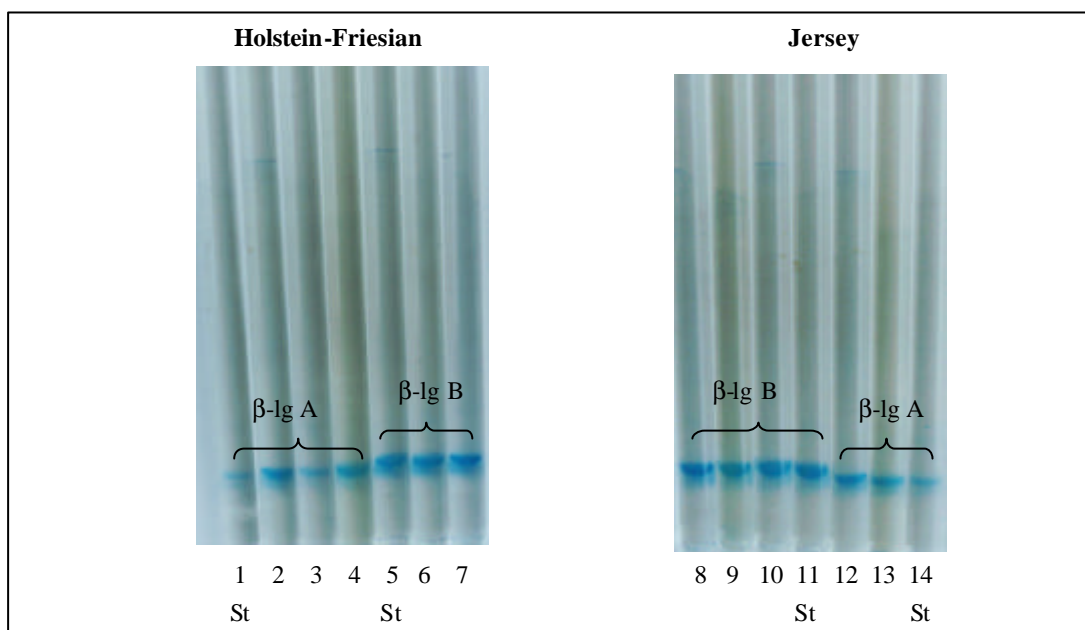 Holstein-Friesian
Jersey
β-lg A
β-lg B
β-lg B
β-lg A
1 2 3 4 5 6 7
St St
8 9 10 11 12 13 14
St St